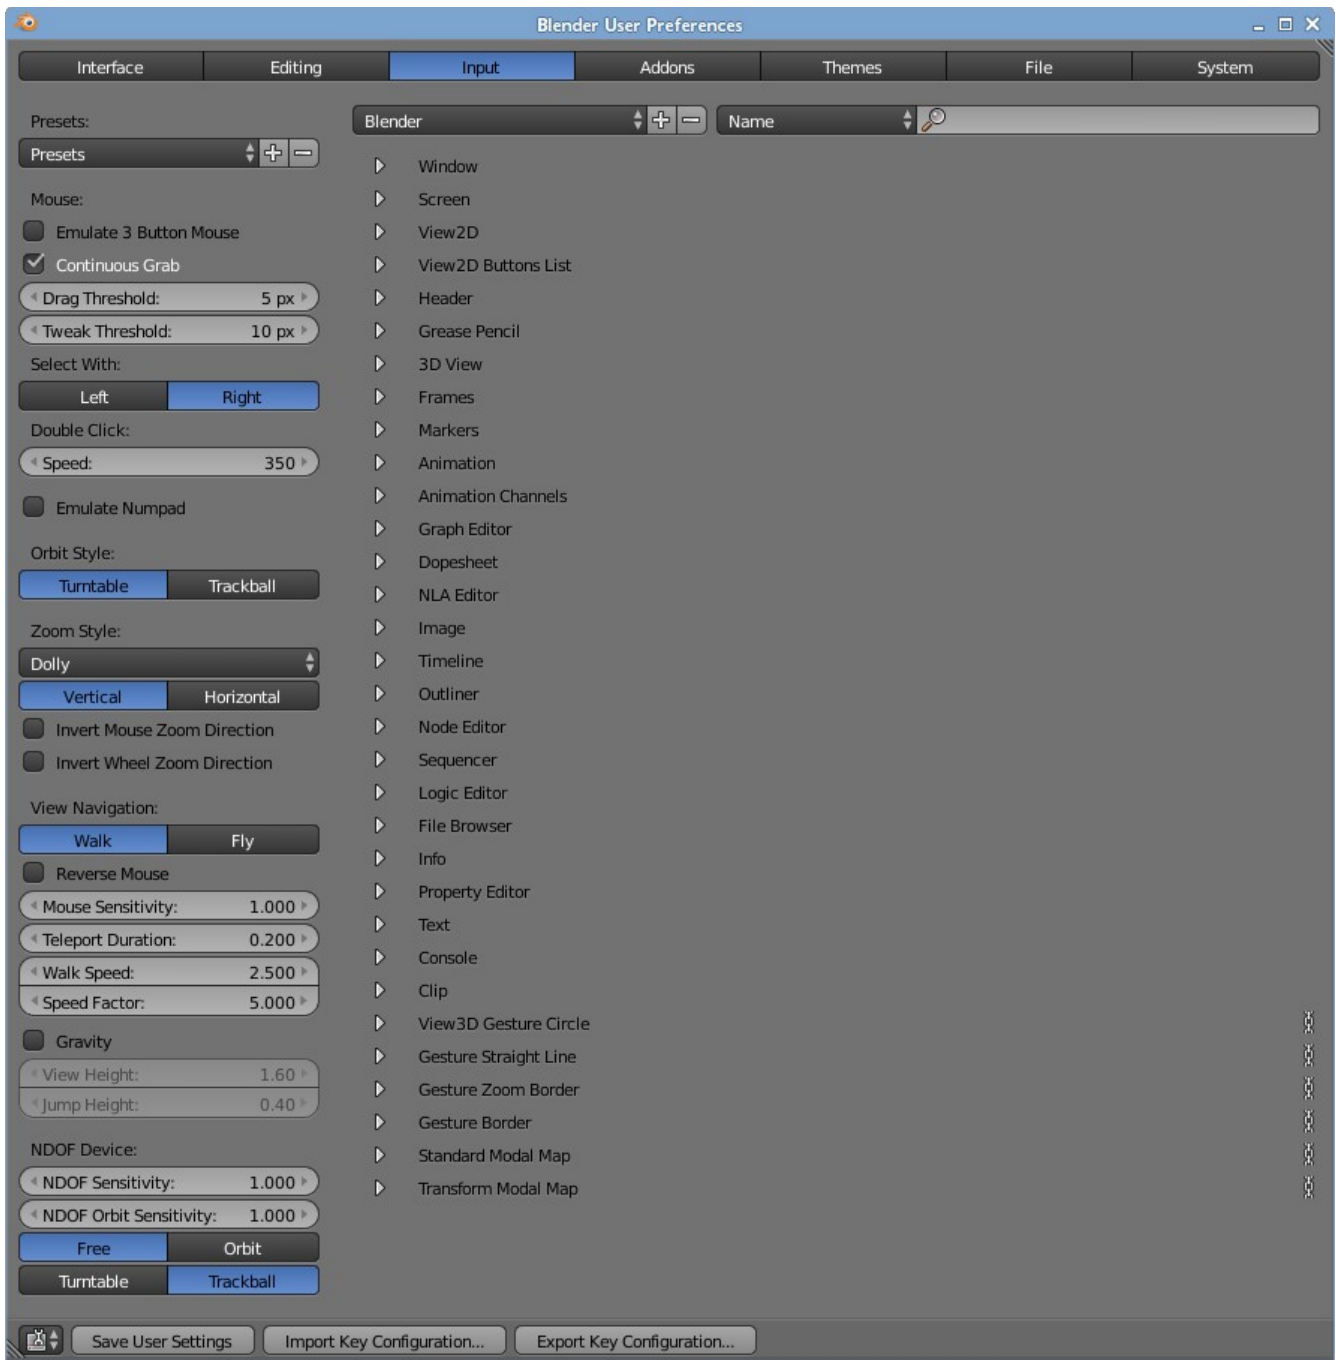 Blender User Preferences
Interface Editing Input Addons Themes File System
Presets:
Presets
Mouse:
Emulate 3 Button Mouse
Continuous Grab
Drag Threshold: 5 px
Tweak Threshold: 10 px
Select With:
Left Right
Double Click:
Speed: 350
Emulate Numpad
Orbit Style:
Turntable Trackball
Zoom Style:
Dolly
Vertical Horizontal
Invert Mouse Zoom Direction
Invert Wheel Zoom Direction
View Navigation:
Walk Fly
Reverse Mouse
Mouse Sensitivity: 1.000
Teleport Duration: 0.200
Walk Speed: 2.500
Speed Factor: 5.000
Gravity
View Height: 1.60
Jump Height: 0.40
NDOF Device:
NDOF Sensitivity: 1.000
NDOF Orbit Sensitivity: 1.000
Free Orbit
Turntable Trackball
Blender Name
Window
Screen
View2D
View2D Buttons List
Header
Grease Pencil
3D View
Frames
Markers
Animation
Animation Channels
Graph Editor
Dopesheet
NLA Editor
Image
Timeline
Outliner
Node Editor
Sequencer
Logic Editor
File Browser
Info
Property Editor
Text
Console
Clip
View3D Gesture Circle
Gesture Straight Line
Gesture Zoom Border
Gesture Border
Standard Modal Map
Transform Modal Map
Save User Settings Import Key Configuration... Export Key Configuration...